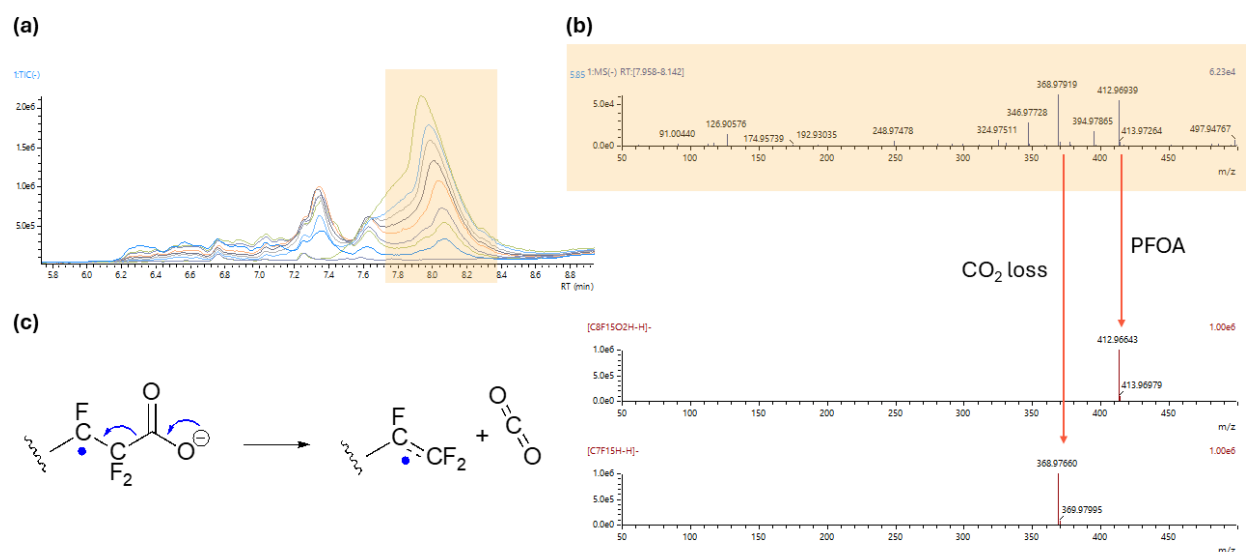 (a)
1:TIC(-)
5.85
2.0e6
1.5e6
1.0e6
5.0e5
0.0e0
5.8 6.0 6.2 6.4 6.6 6.8 7.0 7.2 7.4 7.6 7.8 8.0 8.2 8.4 8.6 8.8
RT (min)
(b)
1:MS(-) RT:[7.958-8.142]
6.23e4
5.0e4
0.0e0
91.00440
126.90576
174.95739
192.93035
248.97478
324.97511
346.97728
368.97919
394.97865
412.96939
413.97264
497.94767
50 100 150 200 250 300 350 400 450
m/z
CO2 loss
PFOA
[C8F15O2H-H]-
1.00e6
1.0e6
5.0e5
0.0e0
412.96643
413.96979
50 100 150 200 250 300 350 400 450
m/z
[C7F15H-H]-
1.00e6
1.0e6
5.0e5
0.0e0
368.97660
369.97995
50 100 150 200 250 300 350 400 450
m/z
(c)
F
C
C
F2
O
O
F
C
CF2
+
O
C
O